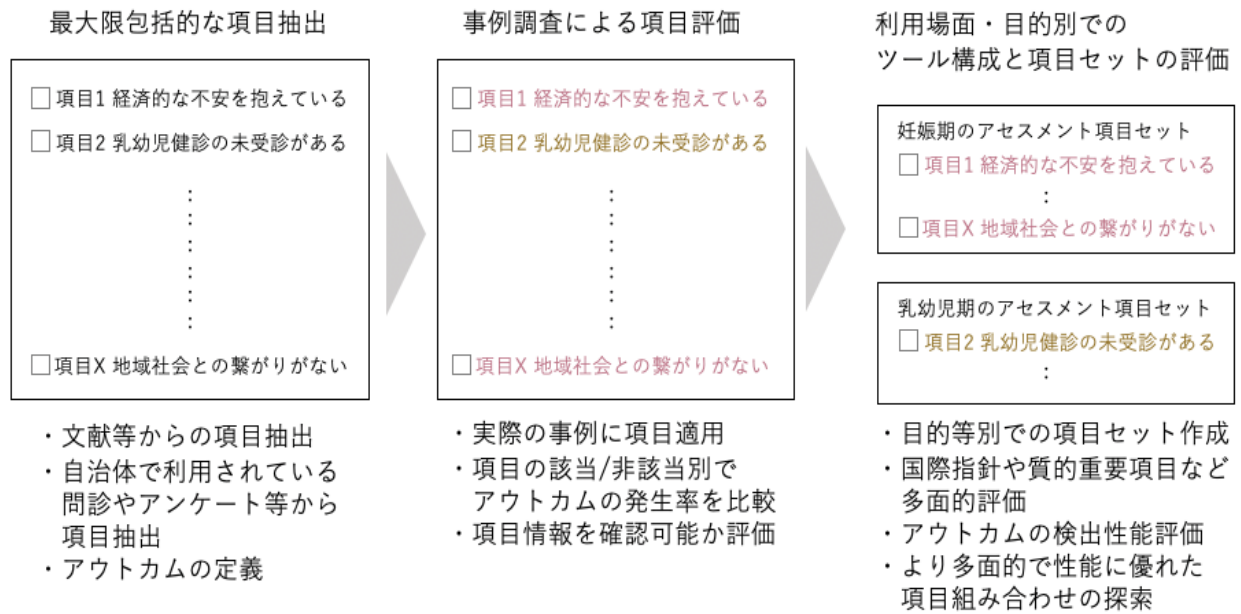 最大限包括的な項目抽出
項目1 経済的な不安を抱えている
項目2 乳幼児健診の未受診がある
:
:
:
:
:
:
項目X 地域社会との繋がりがない
・文献等からの項目抽出
・自治体で利用されている
問診やアンケート等から
項目抽出
・アウトカムの定義
事例調査による項目評価
項目1 経済的な不安を抱えている
項目2 乳幼児健診の未受診がある
:
:
:
:
:
:
項目X 地域社会との繋がりがない
・実際の事例に項目適用
・項目の該当/非該当別で
アウトカムの発生率を比較
・項目情報を確認可能か評価
利用場面・目的別での
ツール構成と項目セットの評価
妊娠期のアセスメント項目セット
項目1 経済的な不安を抱えている
:
項目X 地域社会との繋がりがない
乳幼児期のアセスメント項目セット
項目2 乳幼児健診の未受診がある
:
・目的等別での項目セット作成
・国際指針や質的重要項目など
多面的評価
・アウトカムの検出性能評価
・より多面的で性能に優れた
項目組み合わせの探索